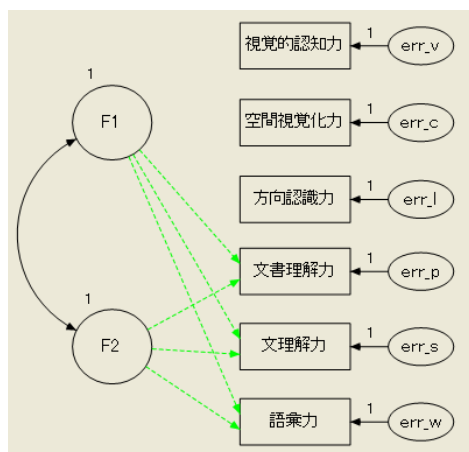 視覚的認知力
1
err_v
1
F1
空間視覚化力
1
err_c
方向認識力
1
err_l
文書理解力
1
err_p
1
F2
文理解力
1
err_s
語彙力
1
err_w